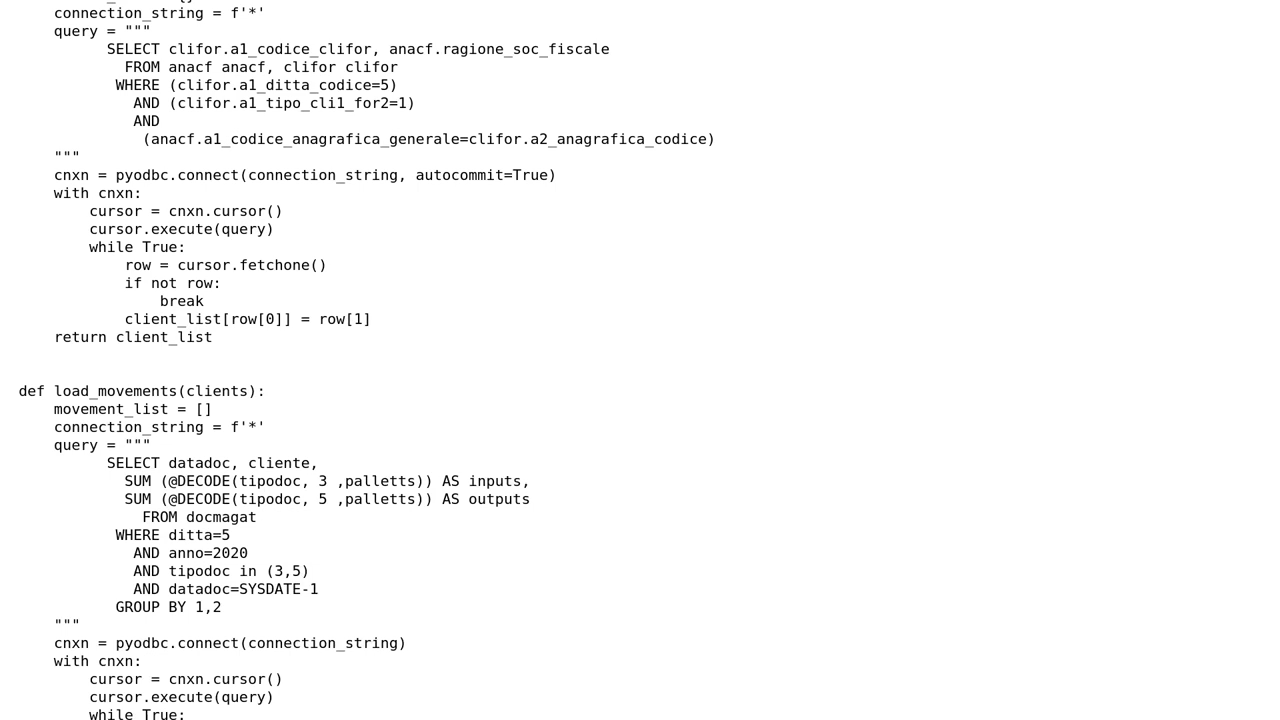 connection_string = f'*'
    query = """
          SELECT clifor.a1_codice_clifor, anacf.ragione_soc_fiscale
            FROM anacf anacf, clifor clifor
           WHERE (clifor.a1_ditta_codice=5)
             AND (clifor.a1_tipo_cli1_for2=1)
             AND
              (anacf.a1_codice_anagrafica_generale=clifor.a2_anagrafica_codice)
    """
    cnxn = pyodbc.connect(connection_string, autocommit=True)
    with cnxn:
        cursor = cnxn.cursor()
        cursor.execute(query)
        while True:
            row = cursor.fetchone()
            if not row:
                break
            client_list[row[0]] = row[1]
    return client_list


def load_movements(clients):
    movement_list = []
    connection_string = f'*'
    query = """
          SELECT datadoc, cliente,
            SUM (@DECODE(tipodoc, 3 ,palletts)) AS inputs,
            SUM (@DECODE(tipodoc, 5 ,palletts)) AS outputs
              FROM docmagat
           WHERE ditta=5
             AND anno=2020
             AND tipodoc in (3,5)
             AND datadoc=SYSDATE-1
           GROUP BY 1,2
    """
    cnxn = pyodbc.connect(connection_string)
    with cnxn:
        cursor = cnxn.cursor()
        cursor.execute(query)
        while True: